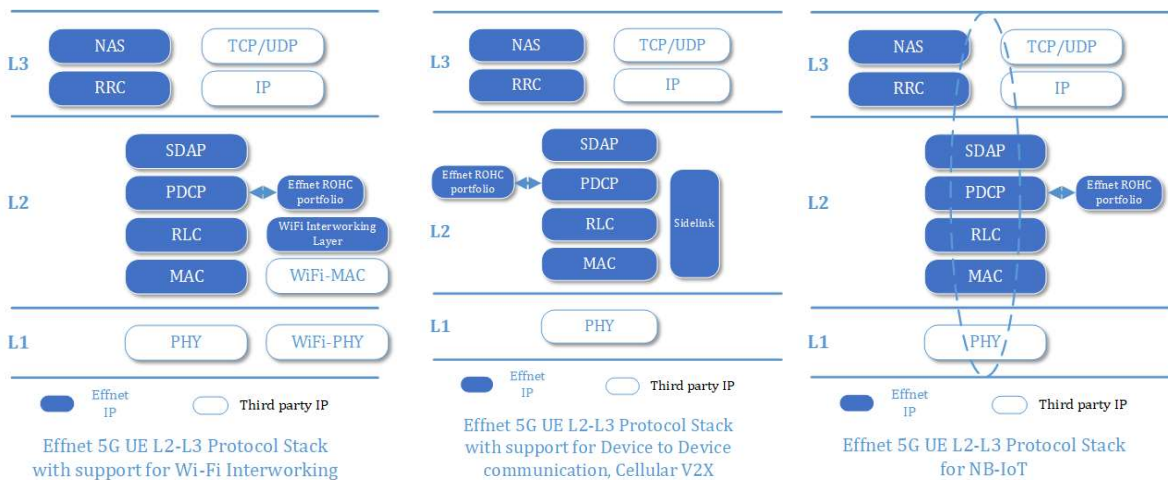 L3
NAS
TCP/UDP
RRC
IP
L2
SDAP
PDCP
Effnet ROHC
portfolio
RLC
WiFi Interworking
Layer
MAC
WiFi-MAC
L1
PHY
WiFi-PHY
Effnet
IP
Third party IP
Effnet 5G UE L2-L3 Protocol Stack
with support for Wi-Fi Interworking
L3
NAS
TCP/UDP
RRC
IP
L2
SDAP
Effnet ROHC
portfolio
PDCP
RLC
Sidelink
MAC
L1
PHY
Effnet
IP
Third party IP
Effnet 5G UE L2-L3 Protocol Stack
with support for Device to Device
communication, Cellular V2X
L3
NAS
TCP/UDP
RRC
IP
L2
SDAP
PDCP
Effnet ROHC
portfolio
RLC
MAC
L1
PHY
Effnet
IP
Third party IP
Effnet 5G UE L2-L3 Protocol Stack
for NB-IoT